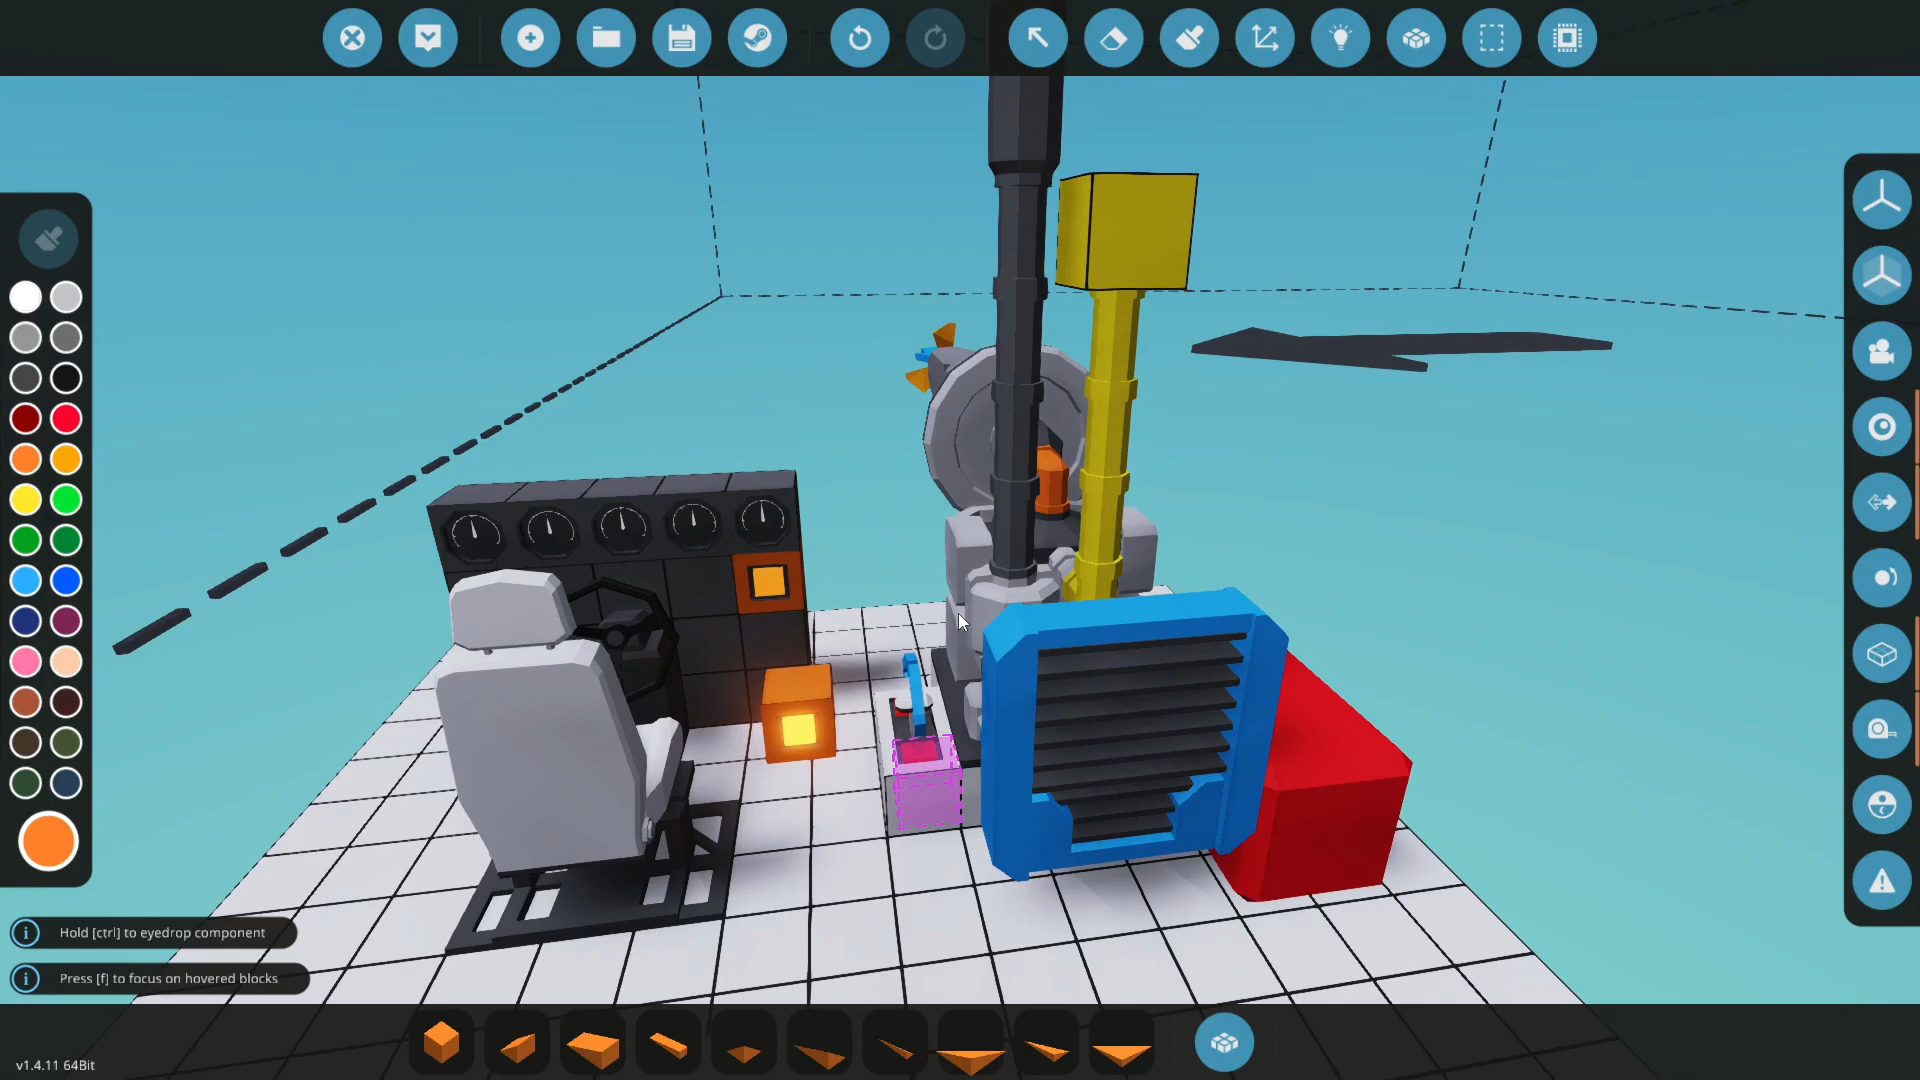 Hold [ctrl] to eyedrop component
Press [f] to focus on hovered blocks
v1.4.11 64Bit